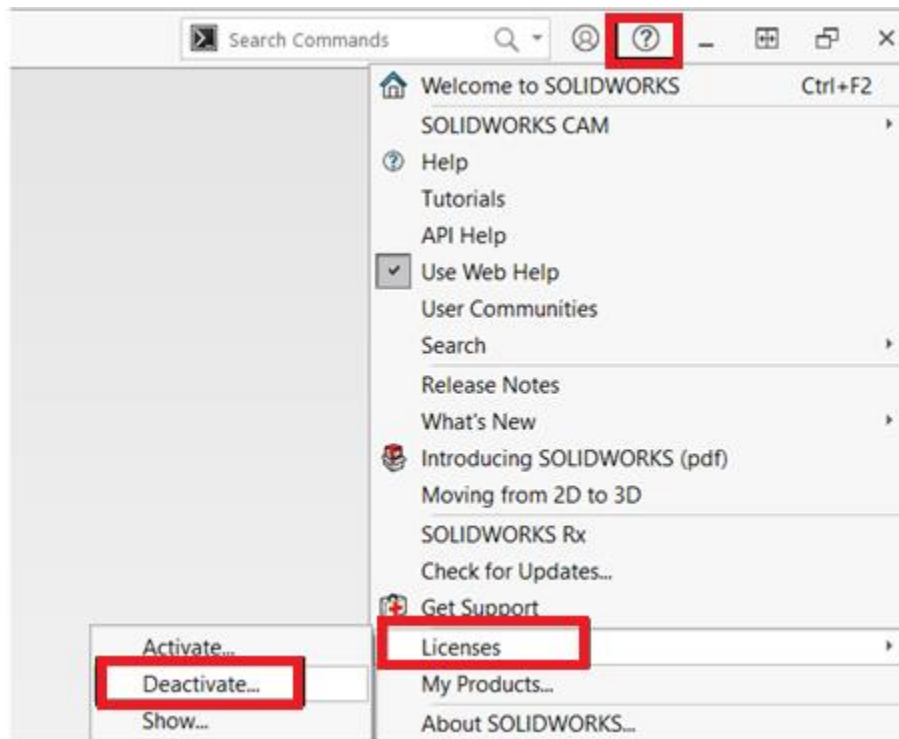 Search Commands
Welcome to SOLIDWORKS Ctrl+F2
SOLIDWORKS CAM
Help
Tutorials
API Help
Use Web Help
User Communities
Search
Release Notes
What's New
Introducing SOLIDWORKS (pdf)
Moving from 2D to 3D
SOLIDWORKS Rx
Check for Updates...
Get Support
Licenses
My Products...
About SOLIDWORKS...
Activate...
Deactivate...
Show...